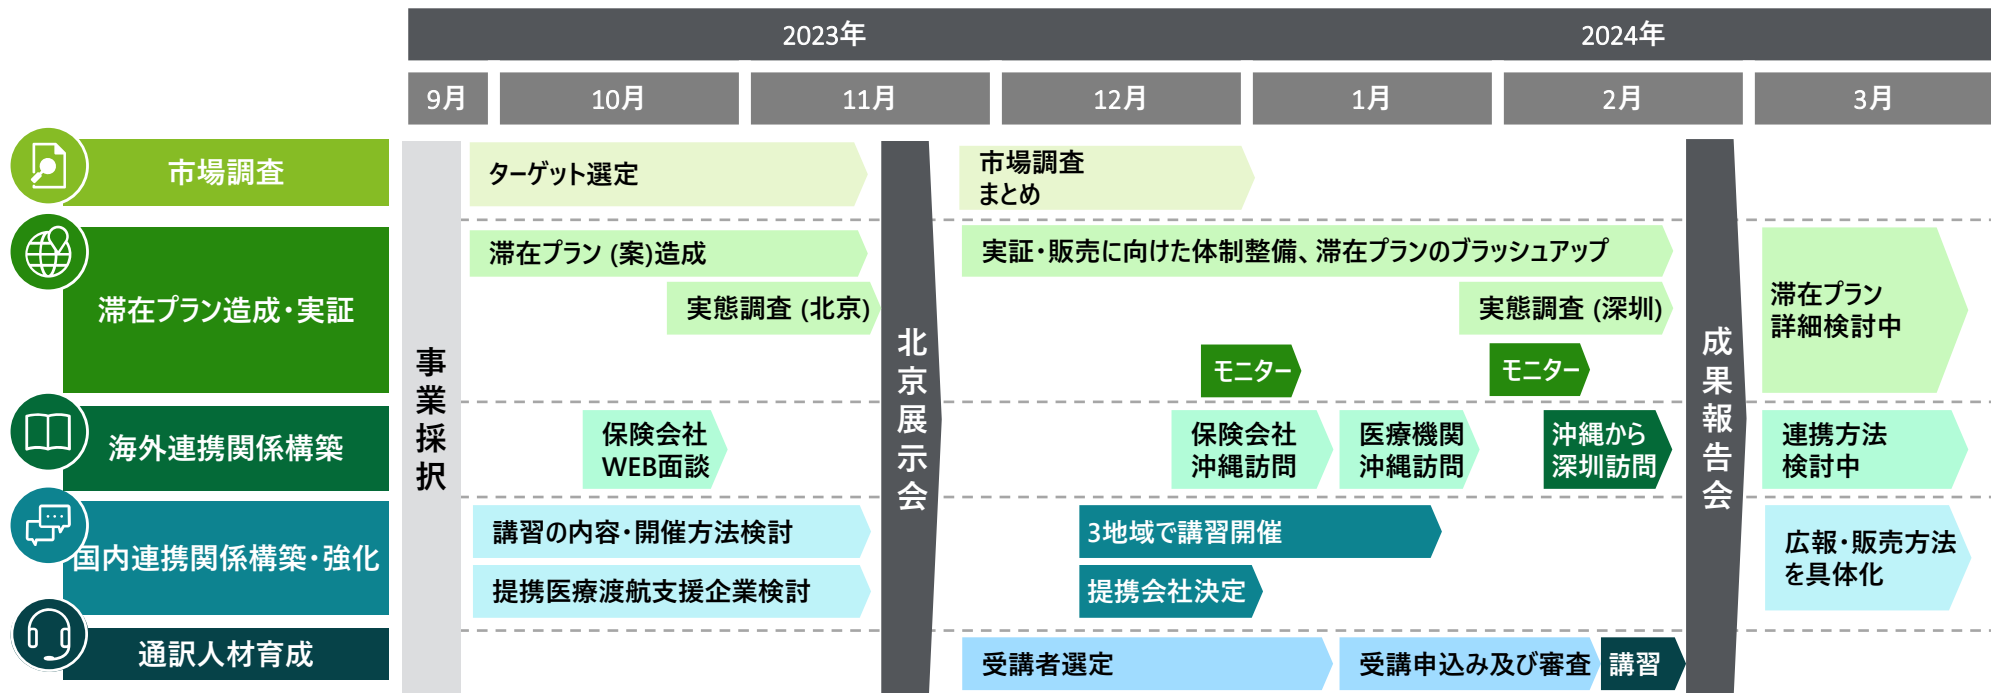 2023年
2024年
9月
10月
11月
12月
1月
2月
3月
事業採択
北京展示会
成果報告会
市場調査
ターゲット選定
市場調査
まとめ
滞在プラン造成・実証
滞在プラン (案)造成
実証・販売に向けた体制整備、滞在プランのブラッシュアップ
実態調査 (北京)
実態調査 (深圳)
モニター
モニター
滞在プラン
詳細検討中
海外連携関係構築
保険会社
WEB面談
保険会社
沖縄訪問
医療機関
沖縄訪問
沖縄から
深圳訪問
連携方法
検討中
国内連携関係構築・強化
講習の内容・開催方法検討
3地域で講習開催
提携医療渡航支援企業検討
提携会社決定
広報・販売方法
を具体化
通訳人材育成
受講者選定
受講申込み及び審査
講習